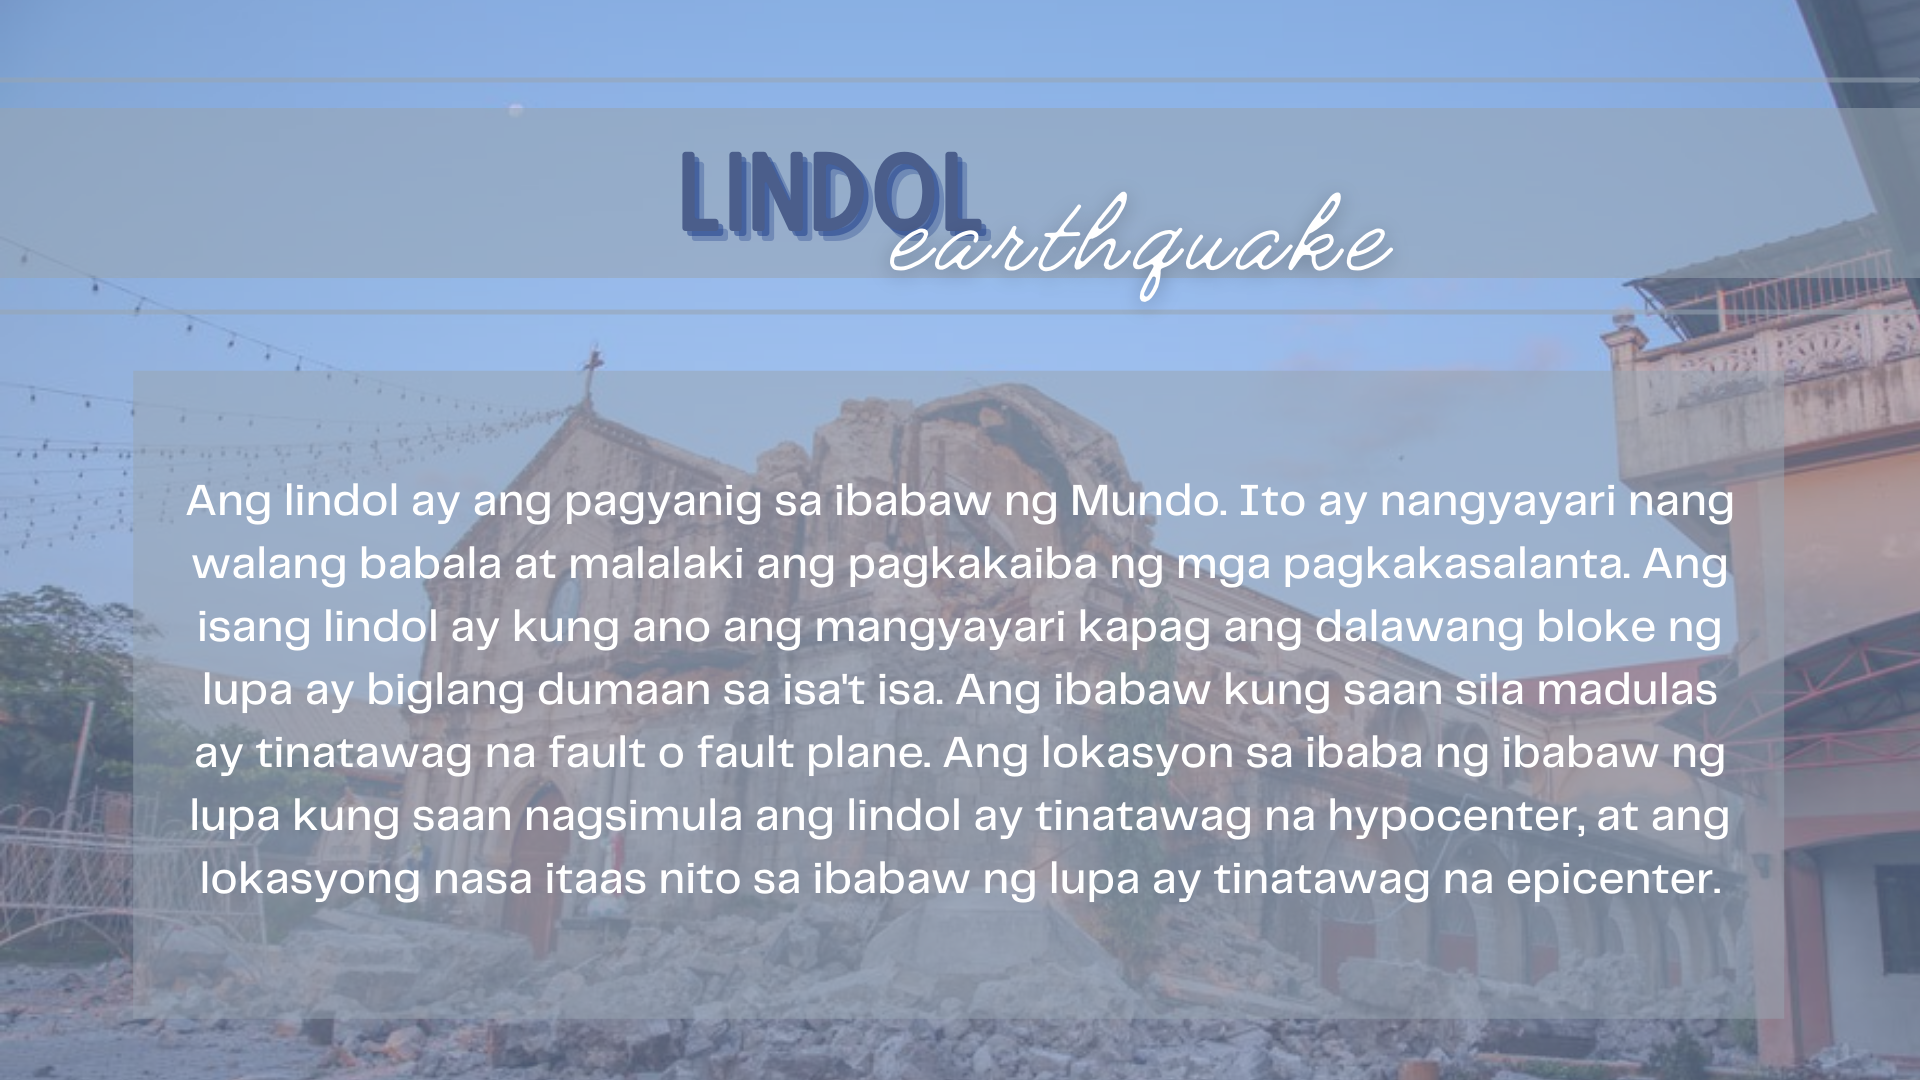 LINDOL
earthquake
Ang lindol ay ang pagyanig sa ibabaw ng Mundo. Ito ay nangyayari nang
walang babala at malalaki ang pagkakaiba ng mga pagkakasalanta. Ang
isang lindol ay kung ano ang mangyayari kapag ang dalawang bloke ng
lupa ay biglang dumaan sa isa't isa. Ang ibabaw kung saan sila madulas
ay tinatawag na fault o fault plane. Ang lokasyon sa ibaba ng ibabaw ng
lupa kung saan nagsimula ang lindol ay tinatawag na hypocenter, at ang
lokasyong nasa itaas nito sa ibabaw ng lupa ay tinatawag na epicenter.